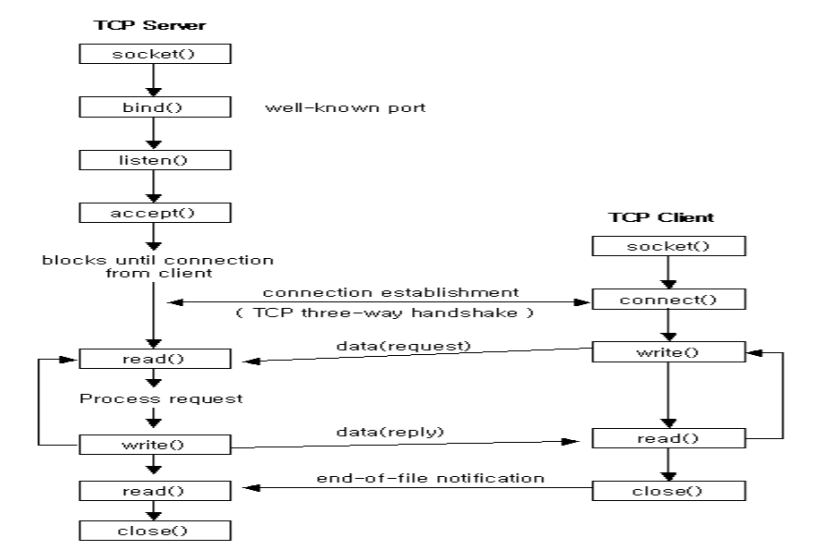 TCP Server
socket()
bind()
well-known port
listen()
accept()
blocks until connection
from client
TCP Client
socket()
connection establishment
( TCP three-way handshake )
connect()
data(request)
write()
read()
Process request
data(reply)
write()
read()
end-of-file notification
read()
close()
close()